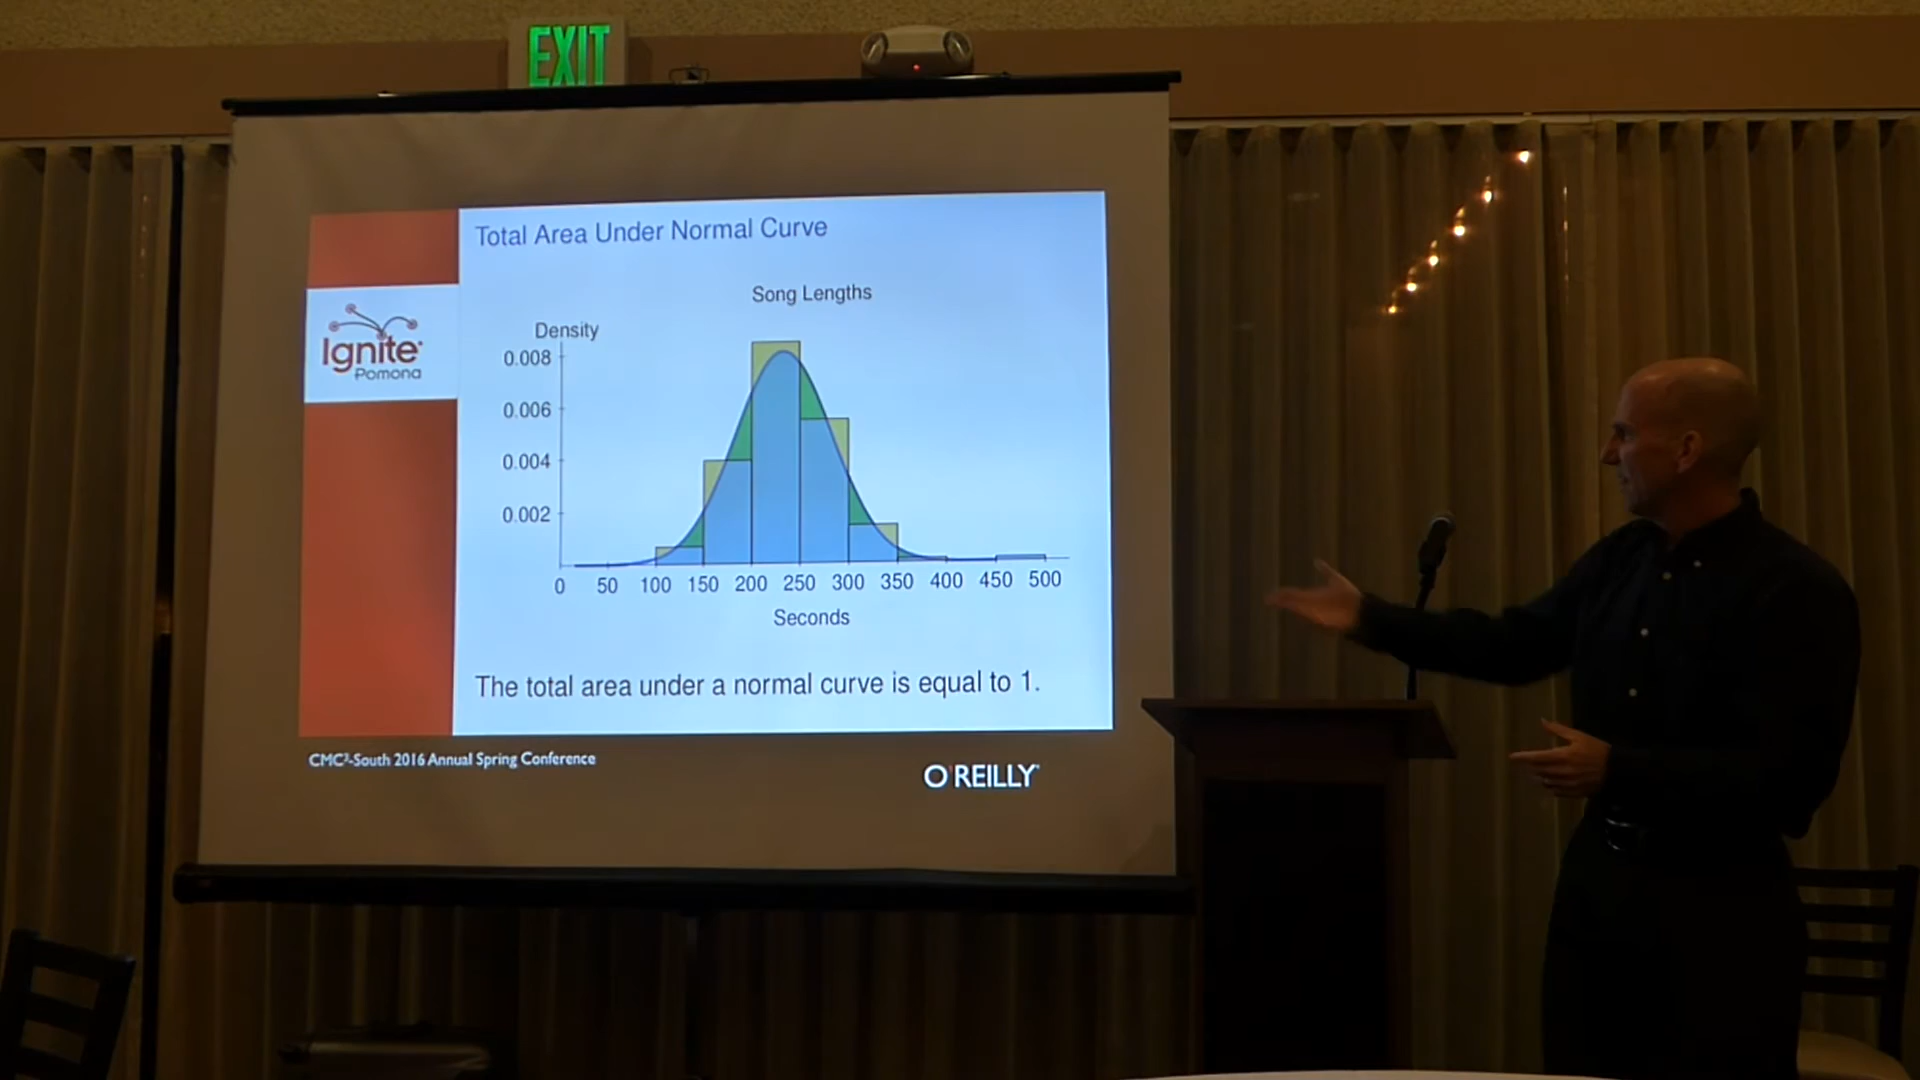 EXIT
Total Area Under Normal Curve
Song Lengths
Density
0.008
0.006
0.004
0.002
0 50 100 150 200 250 300 350 400 450 500
Seconds
The total area under a normal curve is equal to 1.
Ignite
Pomona
CMC³-South 2016 Annual Spring Conference
O'REILLY